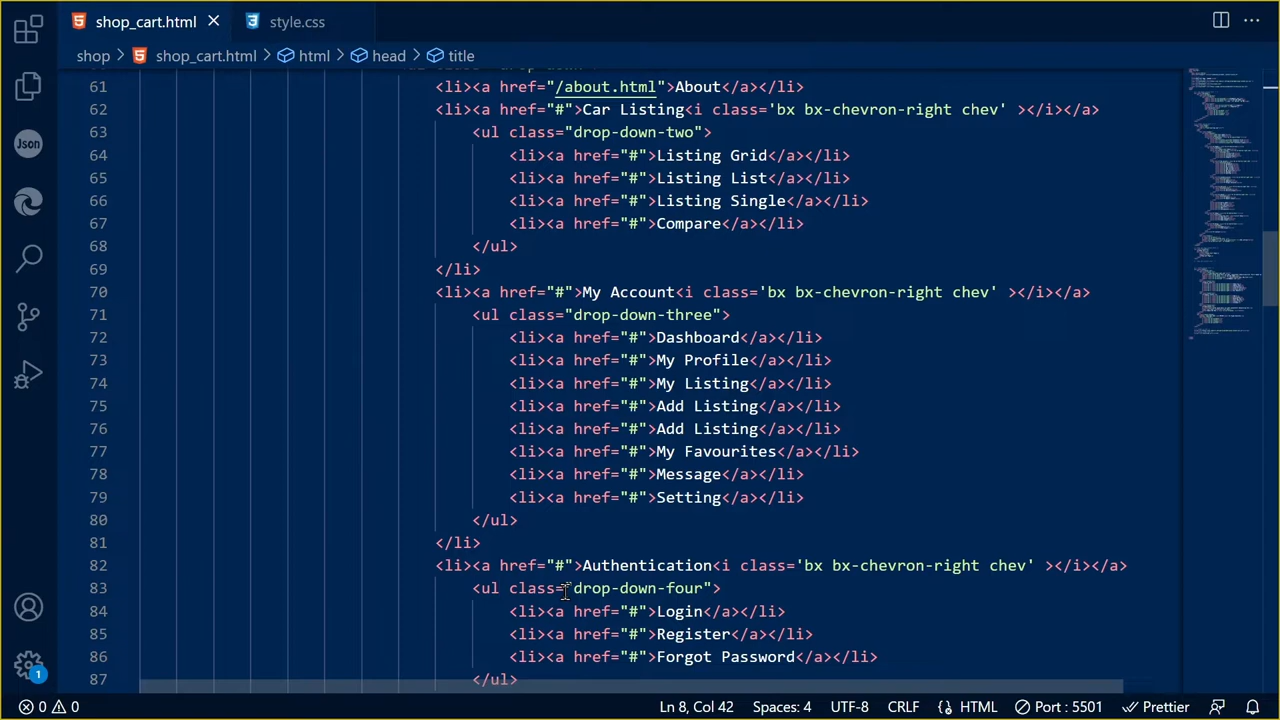 shop_cart.html
style.css
shop > shop_cart.html > html > head > title
61 <li><a href="/about.html">About</a></li>
62 <li><a href="#">Car Listing<i class='bx bx-chevron-right chev' ></i></a>
63 <ul class="drop-down-two">
64 <li><a href="#">Listing Grid</a></li>
65 <li><a href="#">Listing List</a></li>
66 <li><a href="#">Listing Single</a></li>
67 <li><a href="#">Compare</a></li>
68 </ul>
69 </li>
70 <li><a href="#">My Account<i class='bx bx-chevron-right chev' ></i></a>
71 <ul class="drop-down-three">
72 <li><a href="#">Dashboard</a></li>
73 <li><a href="#">My Profile</a></li>
74 <li><a href="#">My Listing</a></li>
75 <li><a href="#">Add Listing</a></li>
76 <li><a href="#">Add Listing</a></li>
77 <li><a href="#">My Favourites</a></li>
78 <li><a href="#">Message</a></li>
79 <li><a href="#">Setting</a></li>
80 </ul>
81 </li>
82 <li><a href="#">Authentication<i class='bx bx-chevron-right chev' ></i></a>
83 <ul class="drop-down-four">
84 <li><a href="#">Login</a></li>
85 <li><a href="#">Register</a></li>
86 <li><a href="#">Forgot Password</a></li>
87 </ul>
Json
1
0 0 Ln 8, Col 42 Spaces: 4 UTF-8 CRLF HTML Port : 5501 Prettier